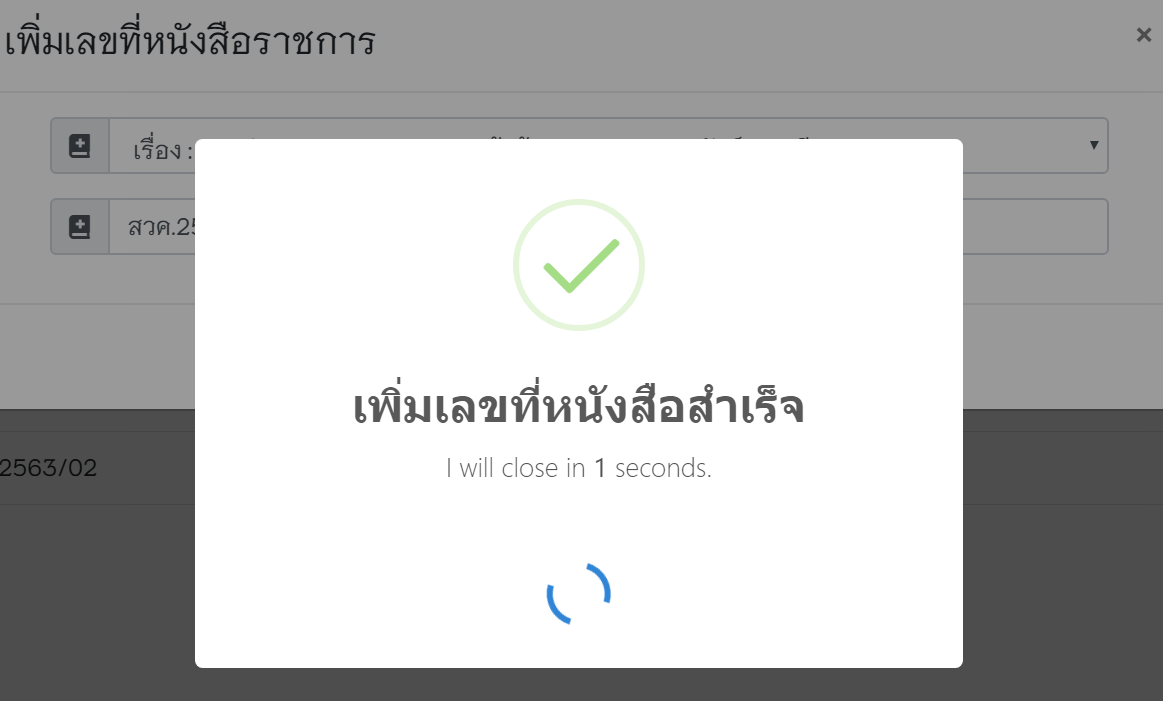 เพิ่มเลขที่หนังสือราชการ
×
เรื่อง :
สวค.25
เพิ่มเลขที่หนังสือสำเร็จ
I will close in 1 seconds.
2563/02